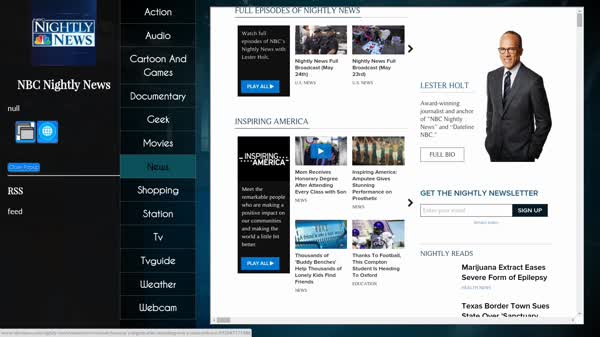 NIGHTLY
NEWS
NBC Nightly News
null
Close Popup
RSS
feed
Action
Audio
Cartoon And
Games
Documentary
Geek
Movies
News
Shopping
Station
Tv
Tvguide
Weather
Webcam
FULL EPISODES OF NIGHTLY NEWS
Watch full
episodes of NBC's
Nightly News with
Lester Holt.
PLAY ALL
Nightly News Full
Broadcast (May
24th)
U.S. NEWS
Nightly News Full
Broadcast (May
23rd)
U.S. NEWS
INSPIRING AMERICA
INSPIRING
AMERICA
Meet the
remarkable people
who are making a
positive impact on
our communities
and making the
world a little bit
better.
PLAY ALL
Mom Receives
Honorary Degree
After Attending
Every Class with Son
NEWS
Inspiring America:
Amputee Gives
Stunning
Performance on
Prosthetic
NEWS
Thousands of
'Buddy Benches'
Help Thousands of
Lonely Kids Find
Friends
NEWS
Thanks To Football,
This Compton
Student Is Heading
To Oxford
EDUCATION
LESTER HOLT
Award-winning
journalist and anchor
of "NBC Nightly
News" and "Dateline
NBC."
FULL BIO
GET THE NIGHTLY NEWSLETTER
Enter your email
SIGN UP
NIGHTLY READS
Marijuana Extract Eases
Severe Form of Epilepsy
HEALTH NEWS
Texas Border Town Sues
State Over 'Sanctuary